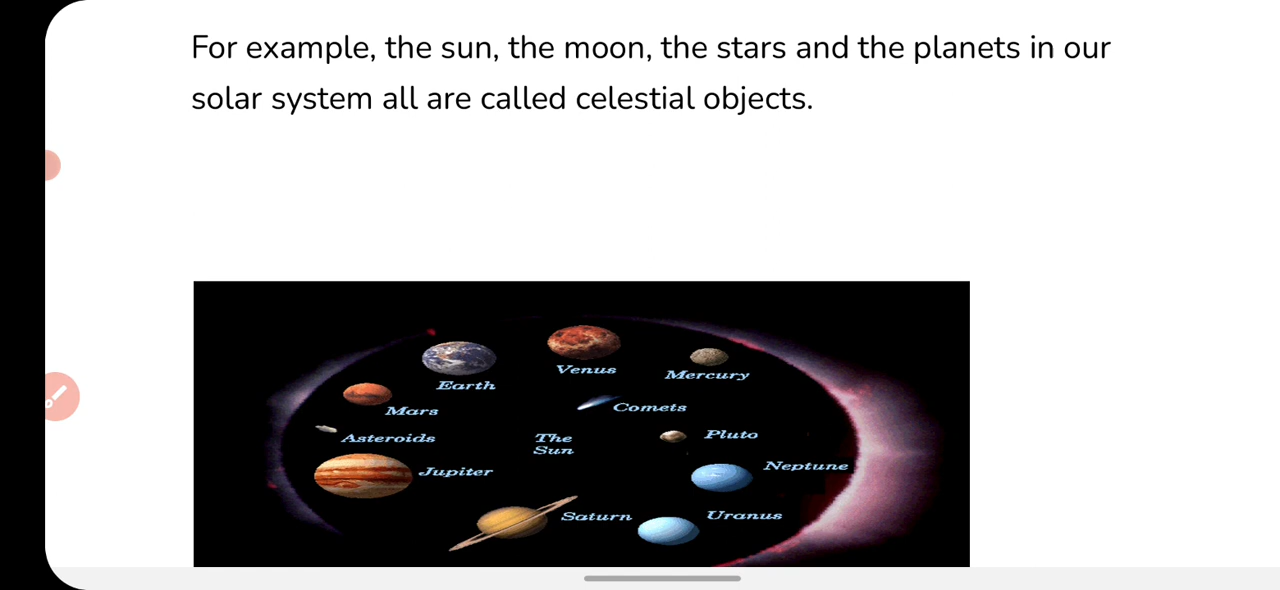 For example, the sun, the moon, the stars and the planets in our
solar system all are called celestial objects.
Venus
Earth
Mercury
Mars
Comets
Asteroids
The
Sun
Pluto
Jupiter
Neptune
Saturn
Uranus